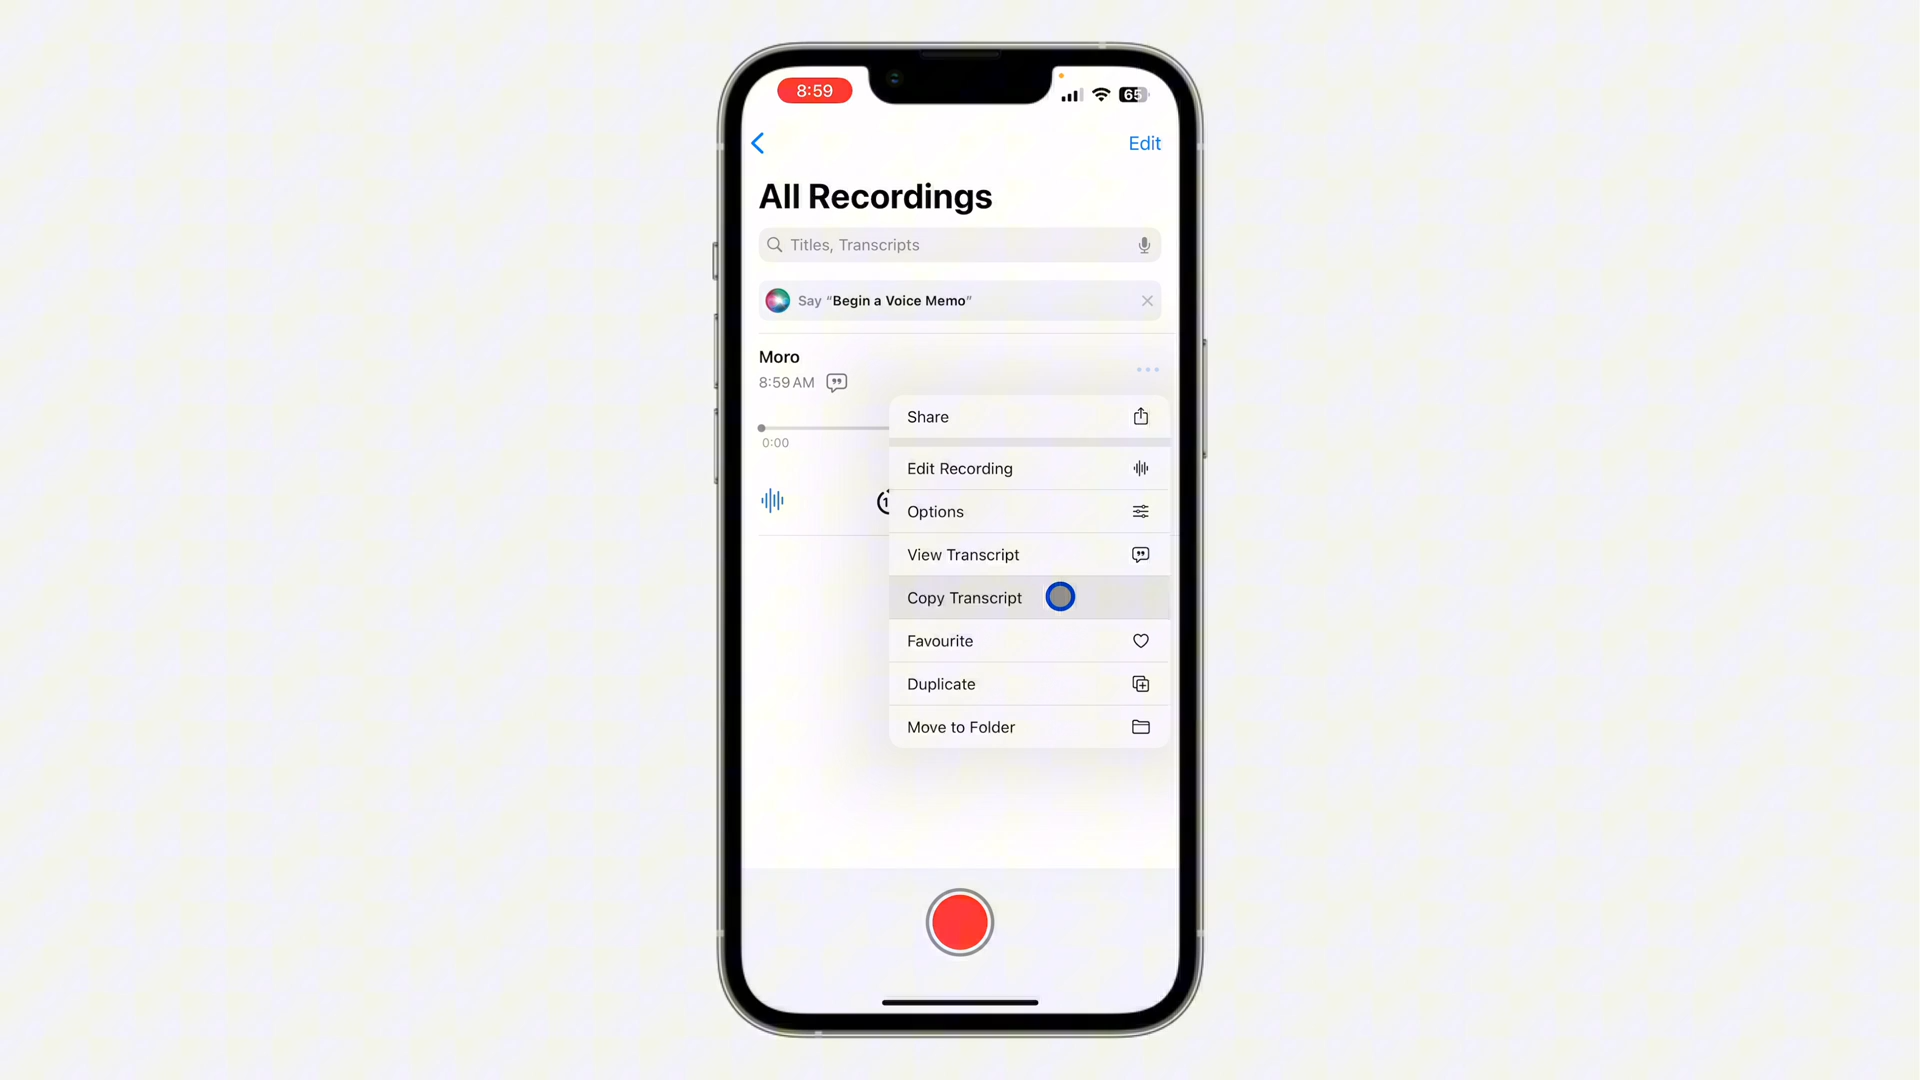 8:59
65
Edit
All Recordings
Titles, Transcripts
Say “Begin a Voice Memo”
Moro
8:59 AM
0:00
Share
Edit Recording
Options
View Transcript
Copy Transcript
Favourite
Duplicate
Move to Folder